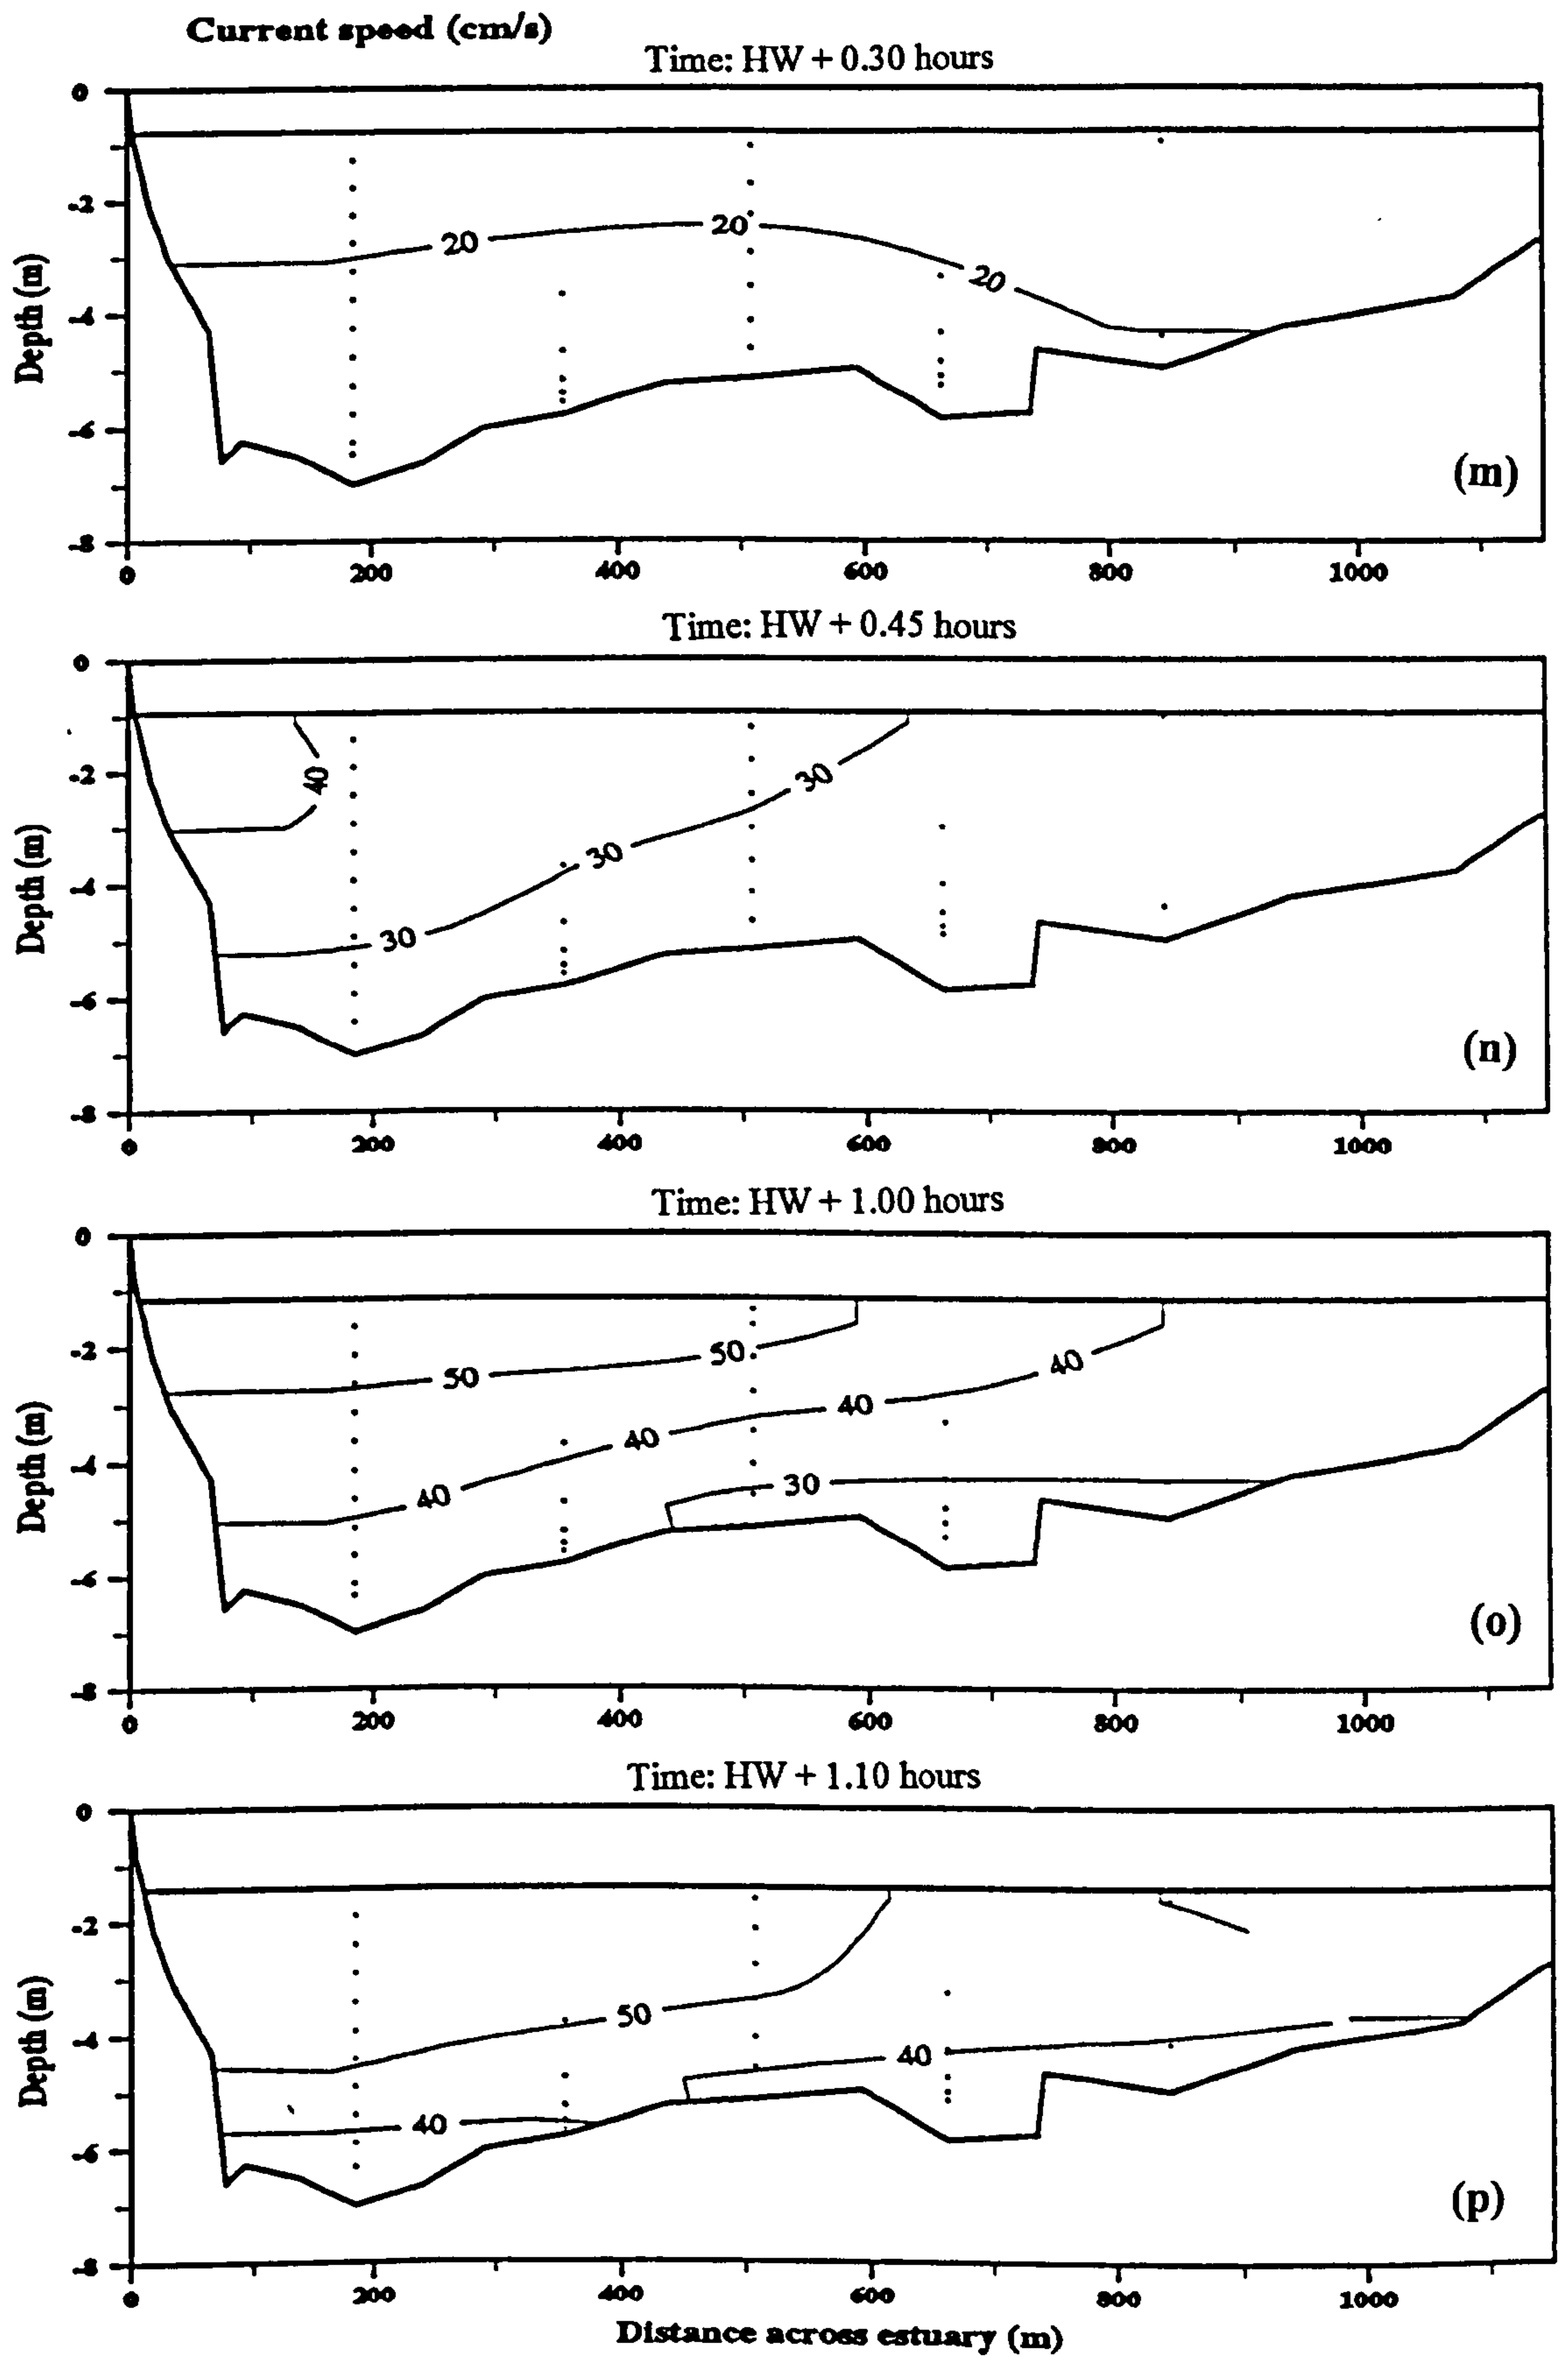 Current speed (cm/s)
Time: HW + 0.30 hours
0
-2
-4
-6
-8
Depth (m)
20
20
20
(m)
0 200 400 600 800 1000
Time: HW + 0.45 hours
0
-2
-4
-6
-8
Depth (m)
40
30
30
30
(n)
0 200 400 600 800 1000
Time: HW + 1.00 hours
0
-2
-4
-6
-8
Depth (m)
50
50
40
40
40
40
30
(o)
0 200 400 600 800 1000
Time: HW + 1.10 hours
0
-2
-4
-6
-8
Depth (m)
50
40
40
(p)
0 200 400 600 800 1000
Distance across estuary (m)